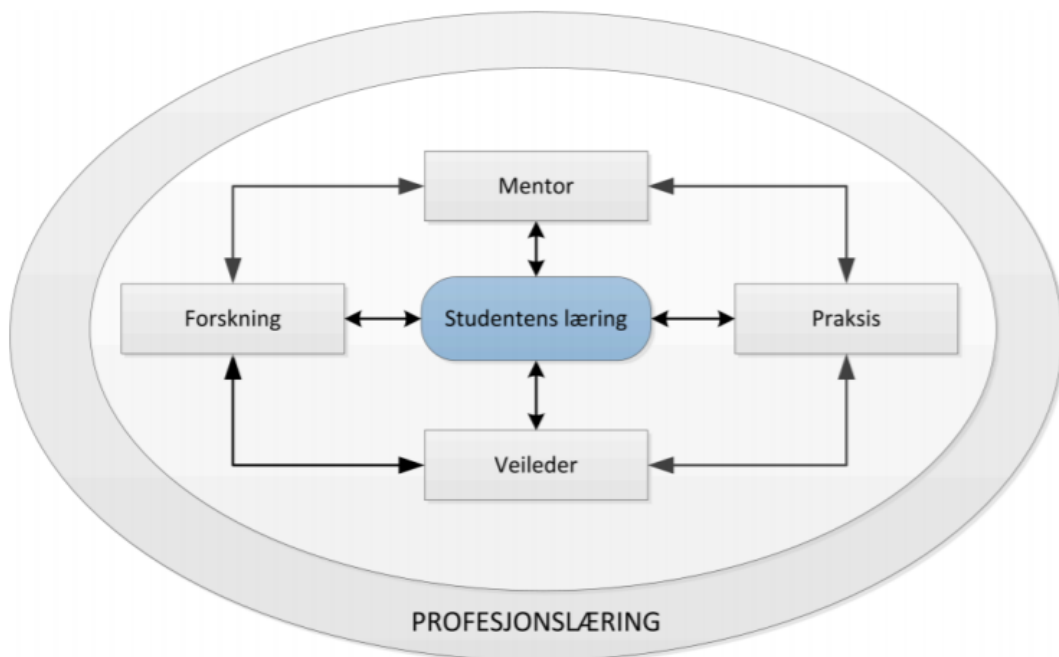 Mentor
Forskning
Studentens læring
Praksis
Veileder
PROFESJONSLÆRING